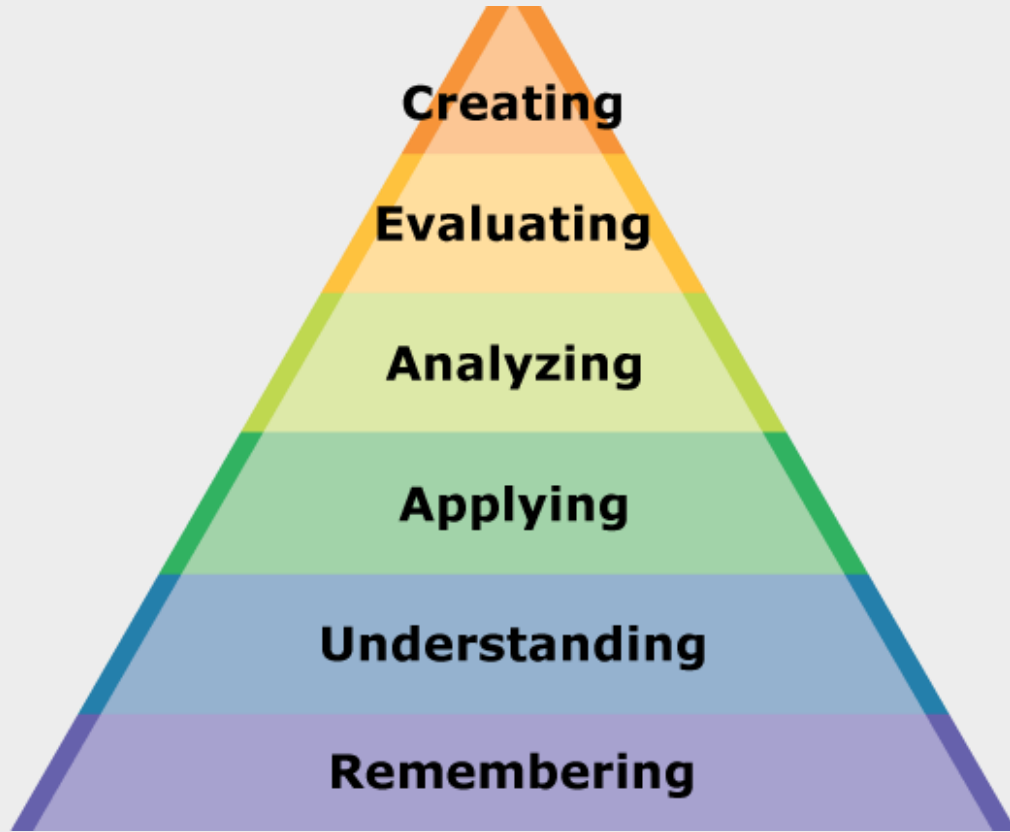 Creating
Evaluating
Analyzing
Applying
Understanding
Remembering